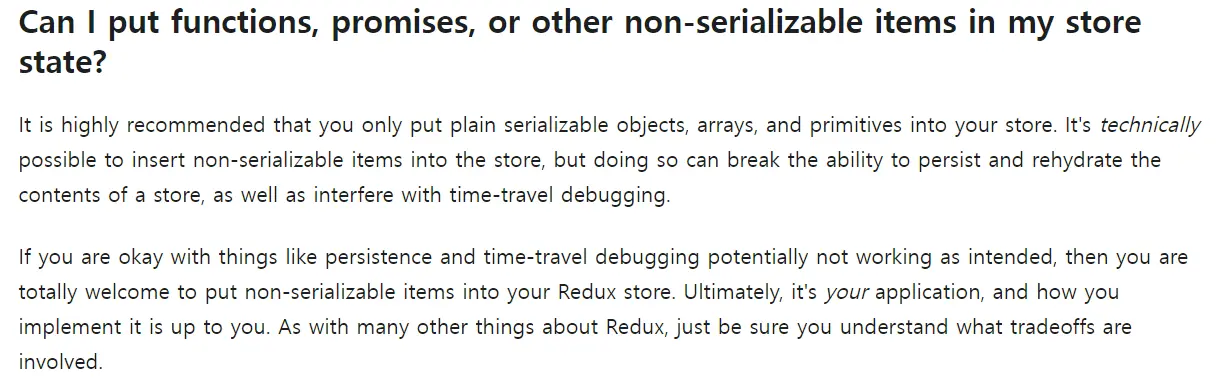 Can I put functions, promises, or other non-serializable items in my store
state?
It is highly recommended that you only put plain serializable objects, arrays, and primitives into your store. It's technically
possible to insert non-serializable items into the store, but doing so can break the ability to persist and rehydrate the
contents of a store, as well as interfere with time-travel debugging.
If you are okay with things like persistence and time-travel debugging potentially not working as intended, then you are
totally welcome to put non-serializable items into your Redux store. Ultimately, it's your application, and how you
implement it is up to you. As with many other things about Redux, just be sure you understand what tradeoffs are
involved.